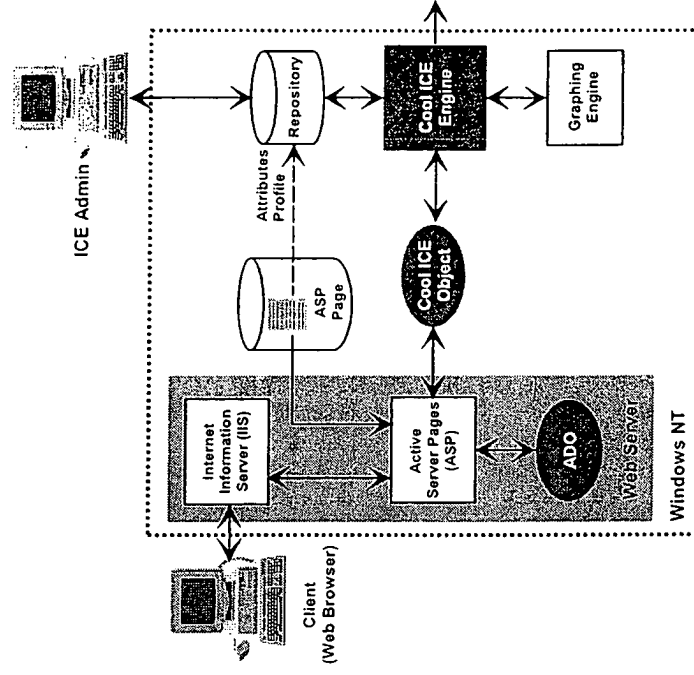 ICE Admin
Repository
Cool ICE
Engine
Graphing
Engine
Attributes
Profile
ASP
Page
Cool ICE
Object
Internet
Information
Server (IIS)
Active
Server Pages
(ASP)
ADO
Web Server
Windows NT
Client
(Web Browser)